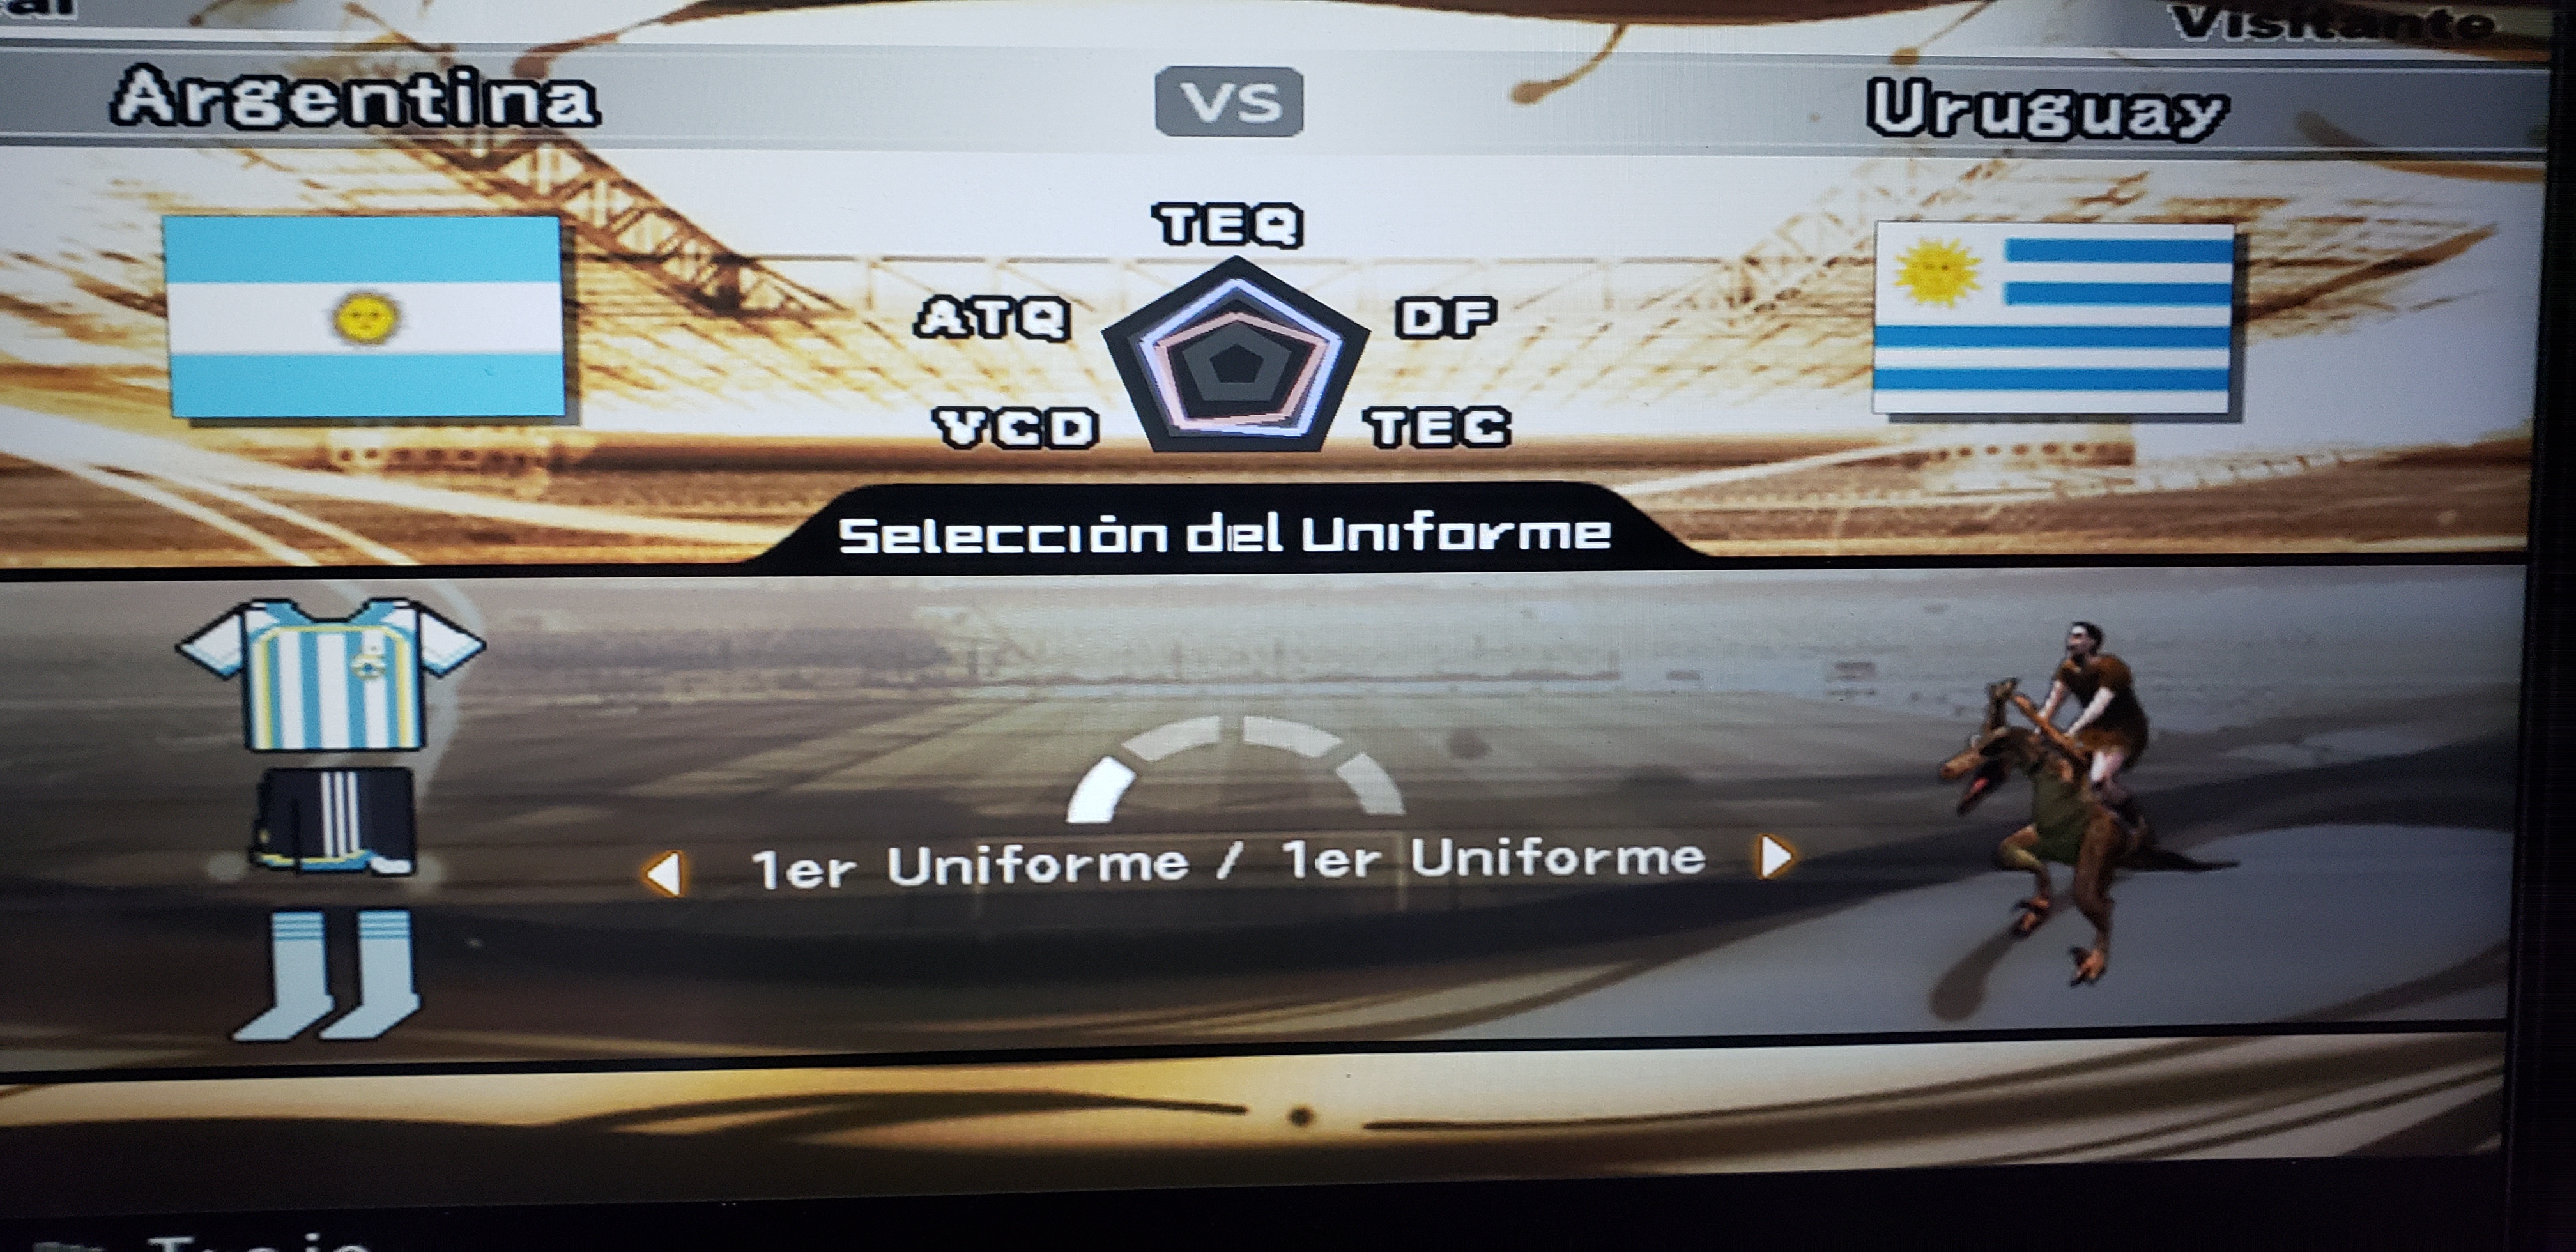 Visitante
Argentina VS Uruguay
TEQ
ATQ DF
VCD TEC
Selección del Uniforme
1er Uniforme / 1er Uniforme